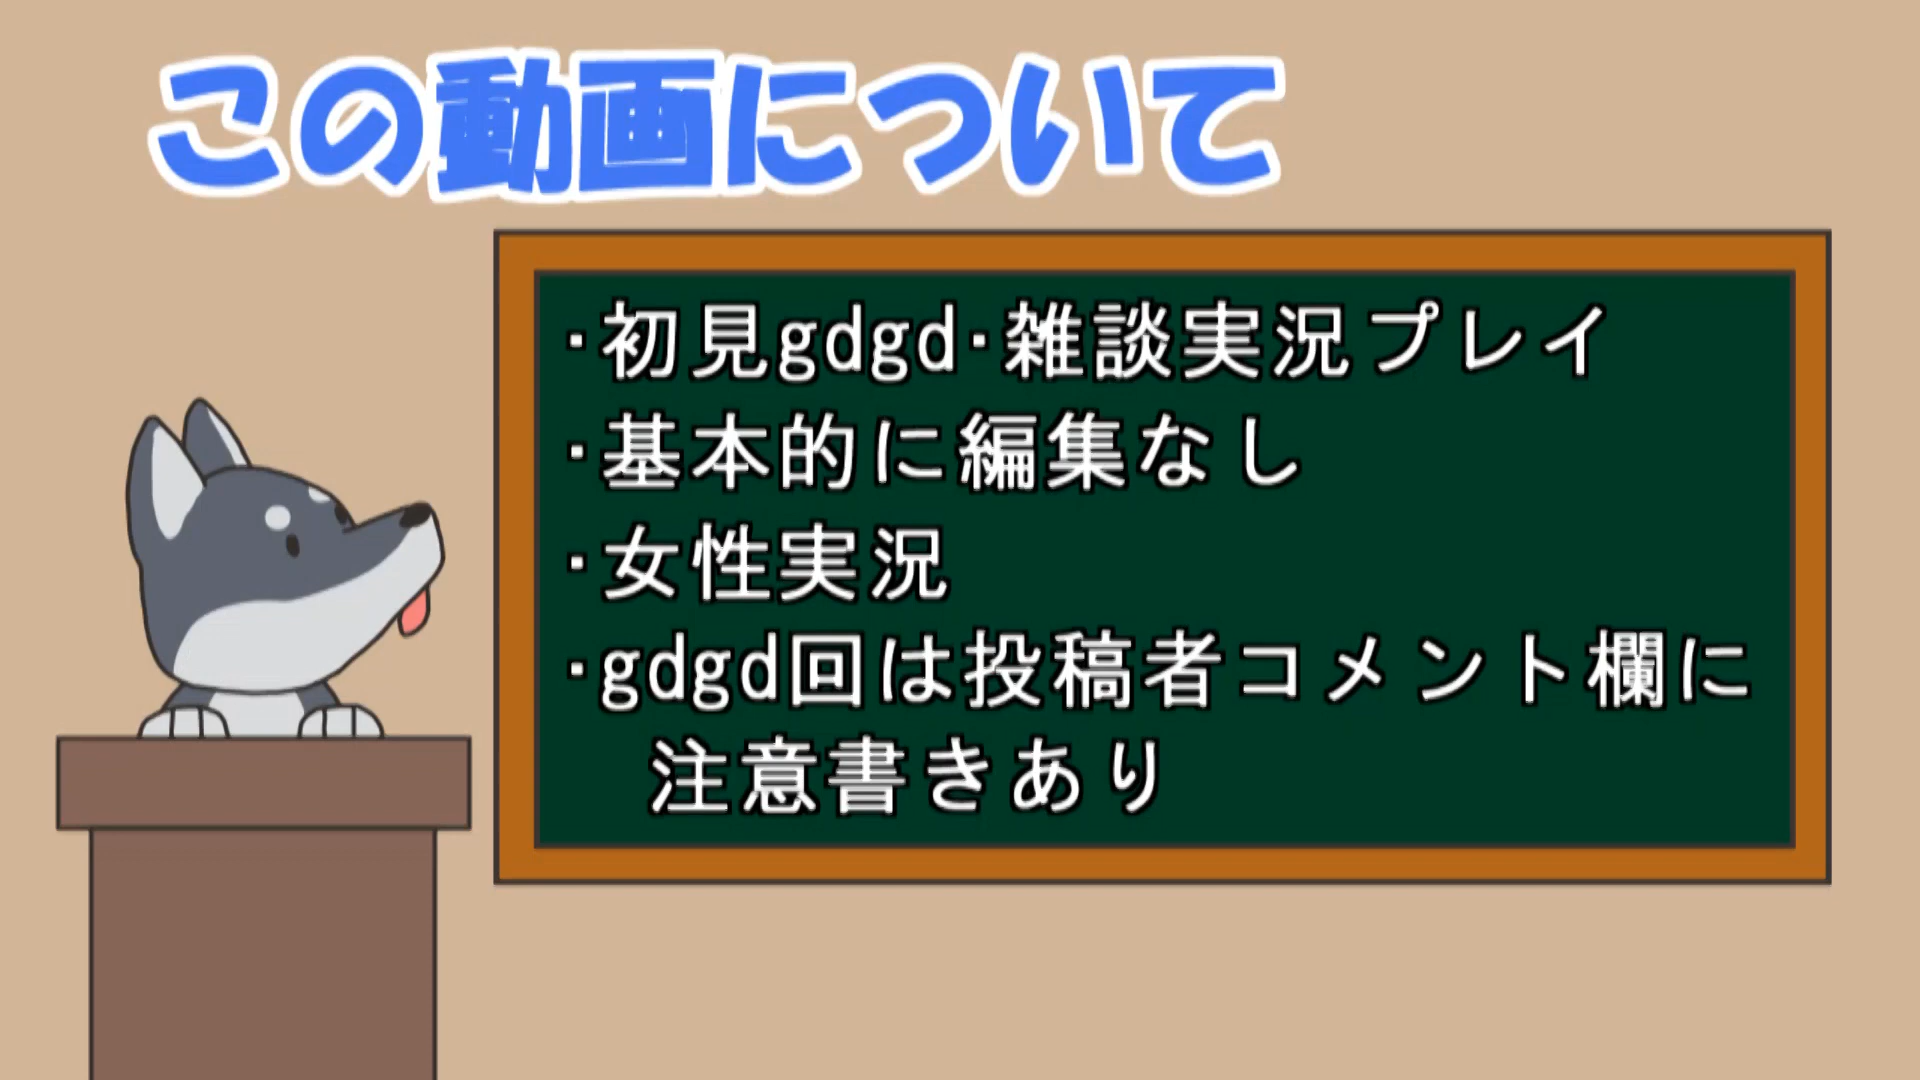 この動画について
・初見gdgd・雑談実況プレイ
・基本的に編集なし
・女性実況
・gdgd回は投稿者コメント欄に
注意書きあり